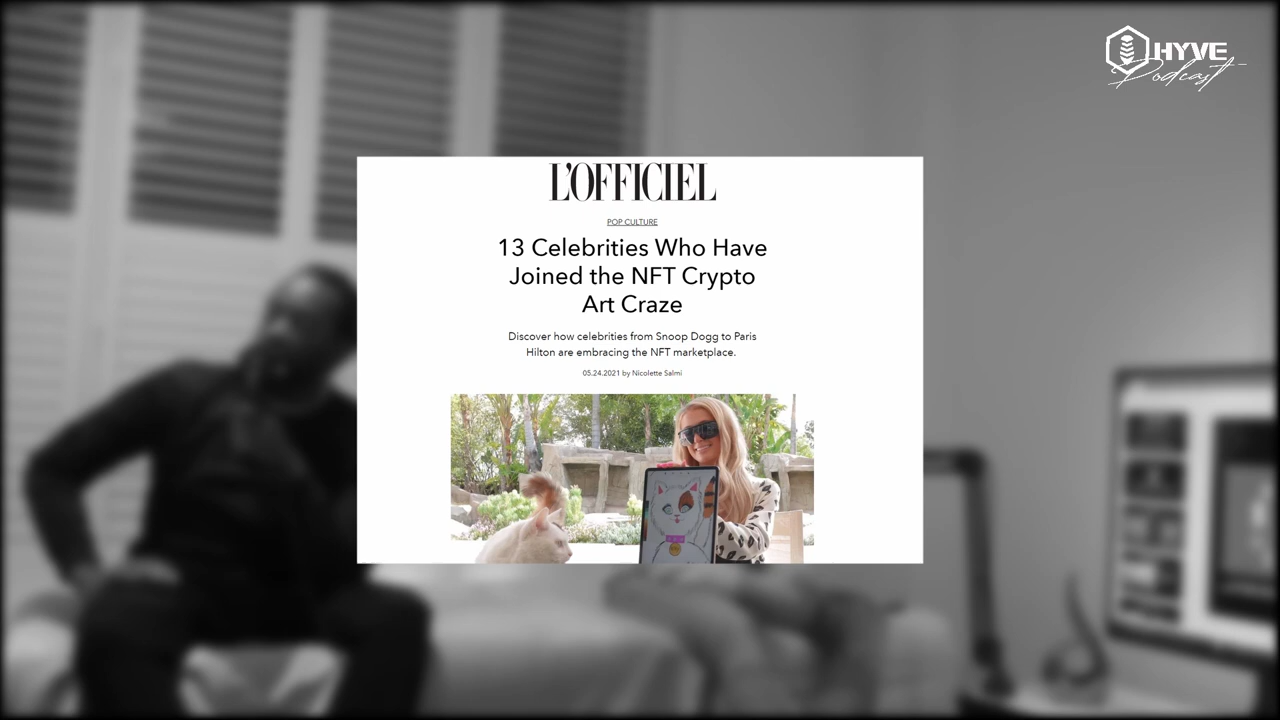 HYVE
Podcast
L'OFFICIEL
POP CULTURE
13 Celebrities Who Have
Joined the NFT Crypto
Art Craze
Discover how celebrities from Snoop Dogg to Paris
Hilton are embracing the NFT marketplace.
05.24.2021 by Nicolette Salmi